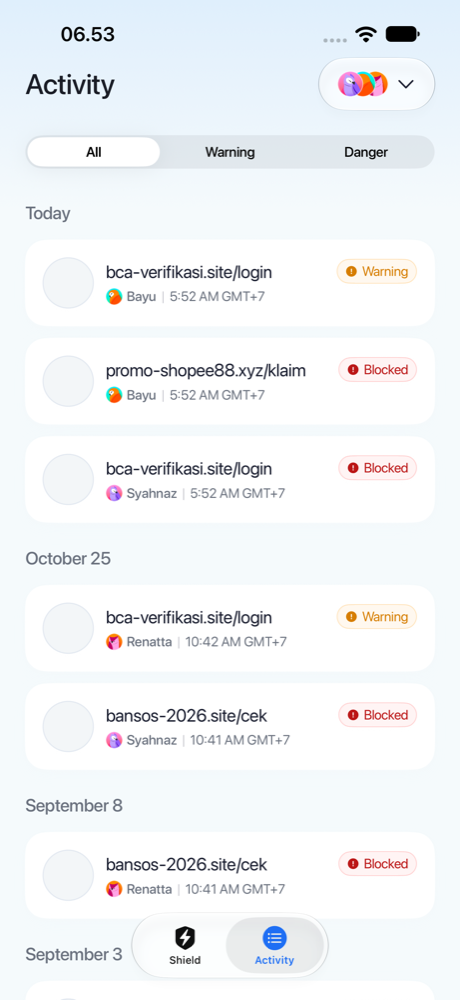 06.53
Activity
All Warning Danger
Today
bca-verifikasi.site/login
Warning
Bayu | 5:52 AM GMT+7
promo-shopee88.xyz/klaim
Blocked
Bayu | 5:52 AM GMT+7
bca-verifikasi.site/login
Blocked
Syahnaz | 5:52 AM GMT+7
October 25
bca-verifikasi.site/login
Warning
Renatta | 10:42 AM GMT+7
bansos-2026.site/cek
Blocked
Syahnaz | 10:41 AM GMT+7
September 8
bansos-2026.site/cek
Blocked
Renatta | 10:41 AM GMT+7
September 3
Shield Activity